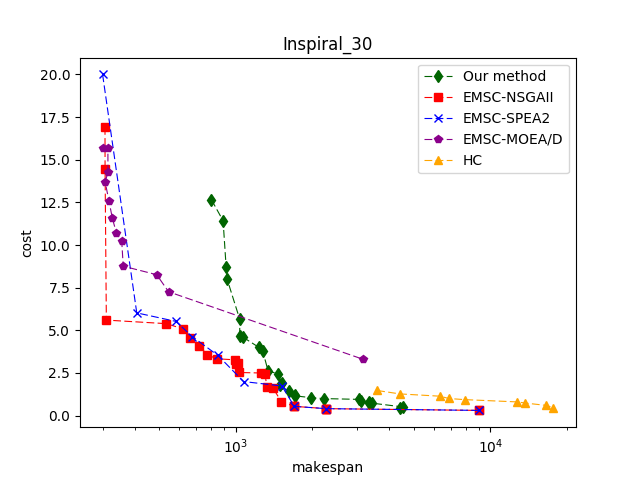 Inspiral_30
20.0
17.5
15.0
12.5
10.0
7.5
5.0
2.5
0.0
cost
Our method
EMSC-NSGAII
EMSC-SPEA2
EMSC-MOEA/D
HC
10³
10⁴
makespan